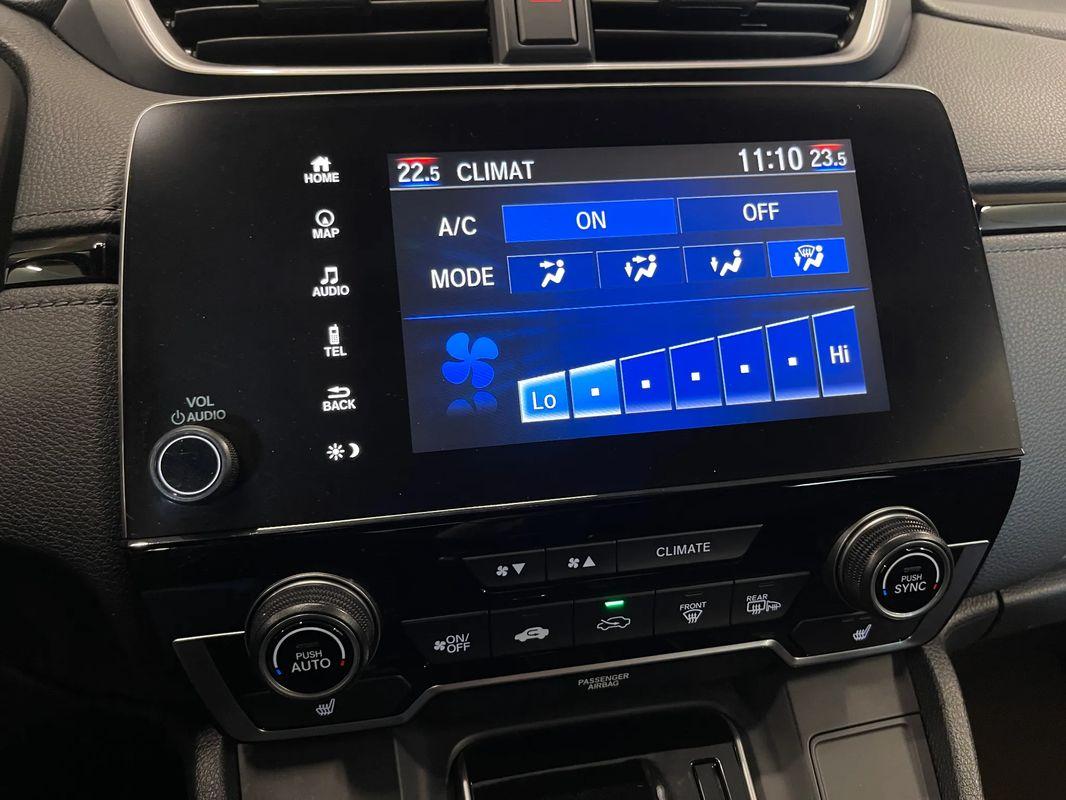 22.5 CLIMAT 11:10 23.5
A/C ON OFF
MODE
Lo Hi
HOME
MAP
AUDIO
TEL
BACK
VOL
AUDIO
CLIMATE
PUSH
AUTO
ON/
OFF
FRONT
REAR
PUSH
SYNC
PASSENGER
AIRBAG